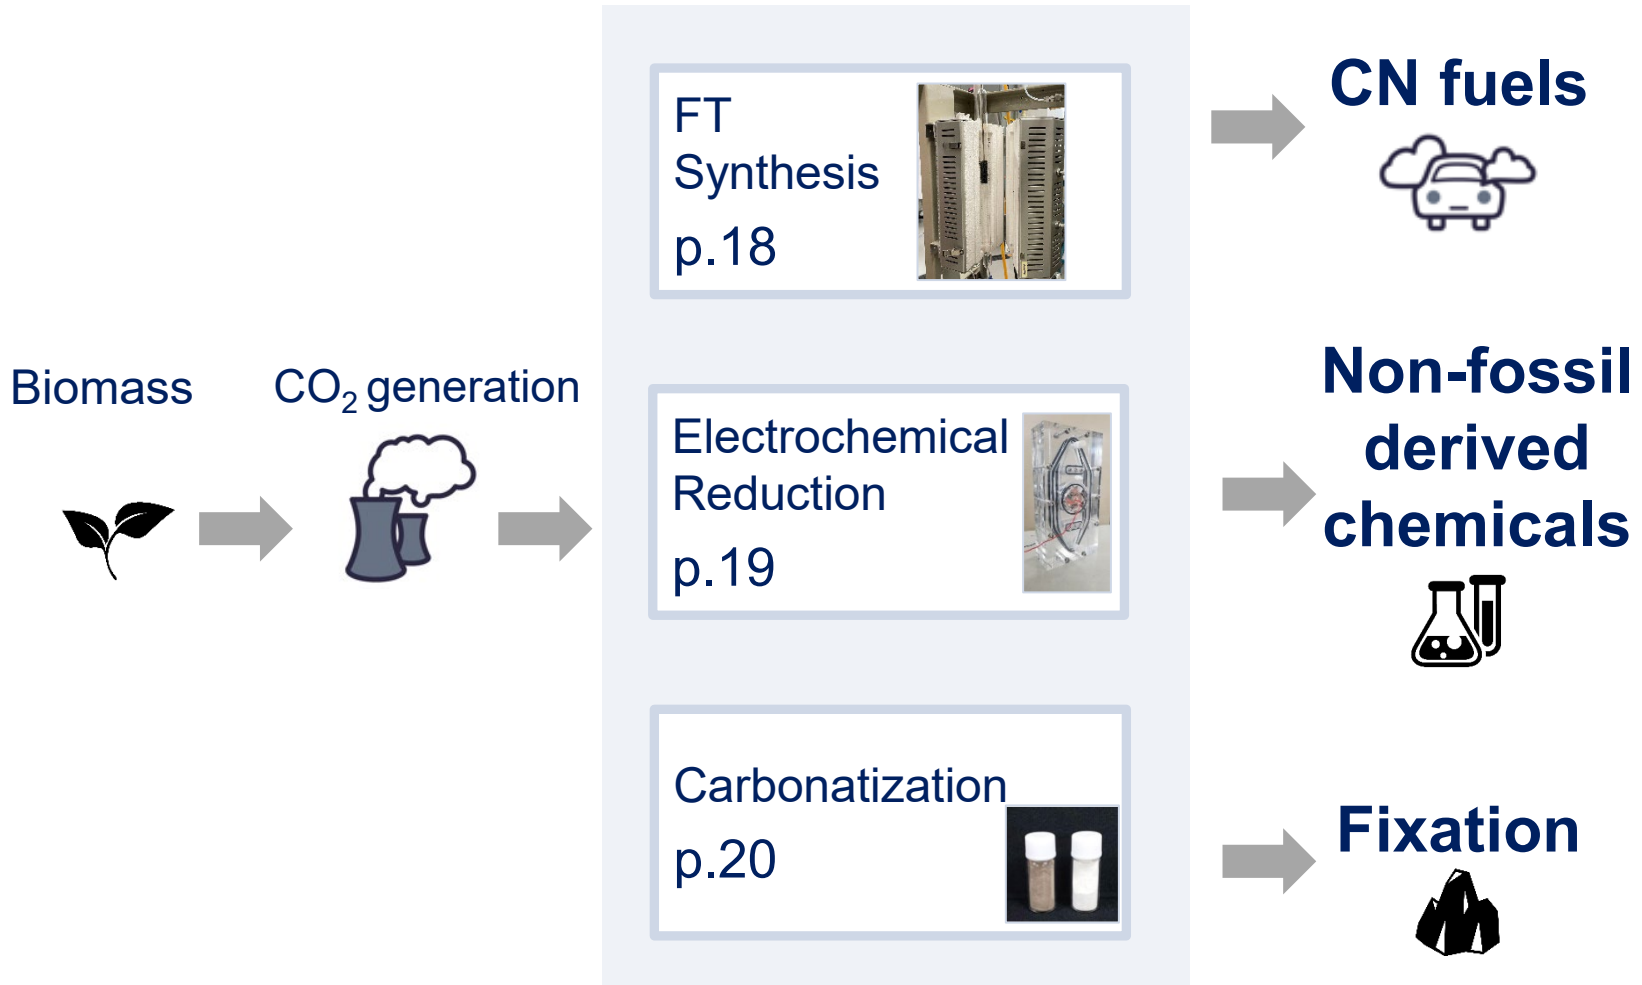 Biomass
CO₂ generation
FT
Synthesis
p.18
Electrochemical
Reduction
p.19
Carbonatization
p.20
CN fuels
Non-fossil
derived
chemicals
Fixation